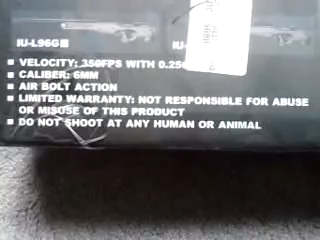 IU-L96G
IU-
VELOCITY: 350FPS WITH 0.25G
CALIBER: 6MM
AIR BOLT ACTION
LIMITED WARRANTY: NOT RESPONSIBLE FOR ABUSE
OR MISUSE OF THIS PRODUCT
DO NOT SHOOT AT ANY HUMAN OR ANIMAL